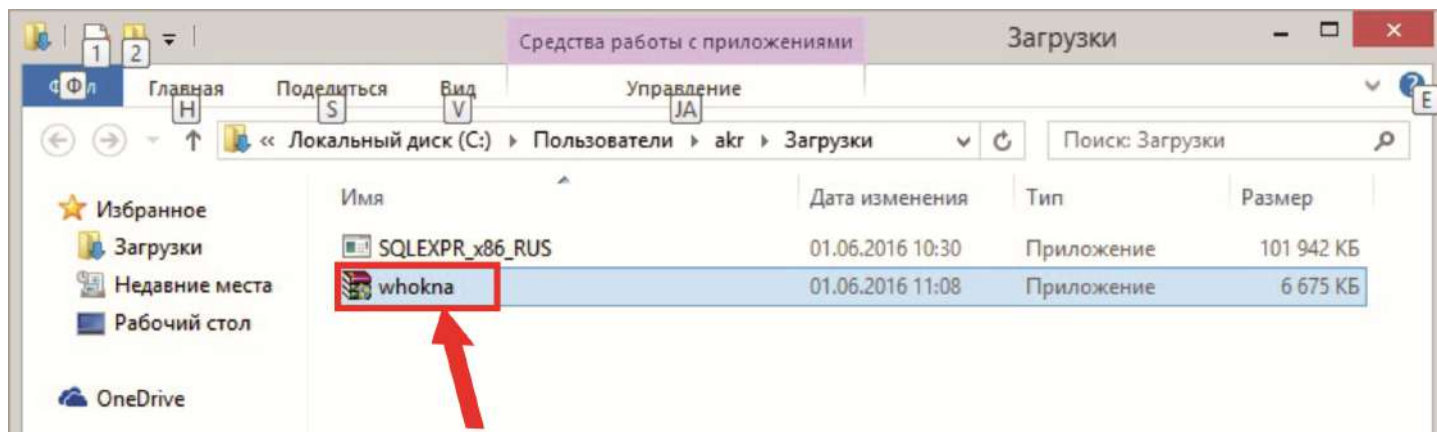 1 2
Средства работы с приложениями
Загрузки
Ф
Главная Поделиться Вид Управление
H S V JA E
« Локальный диск (C:) Пользователи akr Загрузки
Поиск: Загрузки
Имя Дата изменения Тип Размер
Избранное
Загрузки
Недавние места
Рабочий стол
OneDrive
SQLEXPR_x86_RUS 01.06.2016 10:30 Приложение 101 942 КБ
whokna 01.06.2016 11:08 Приложение 6 675 КБ